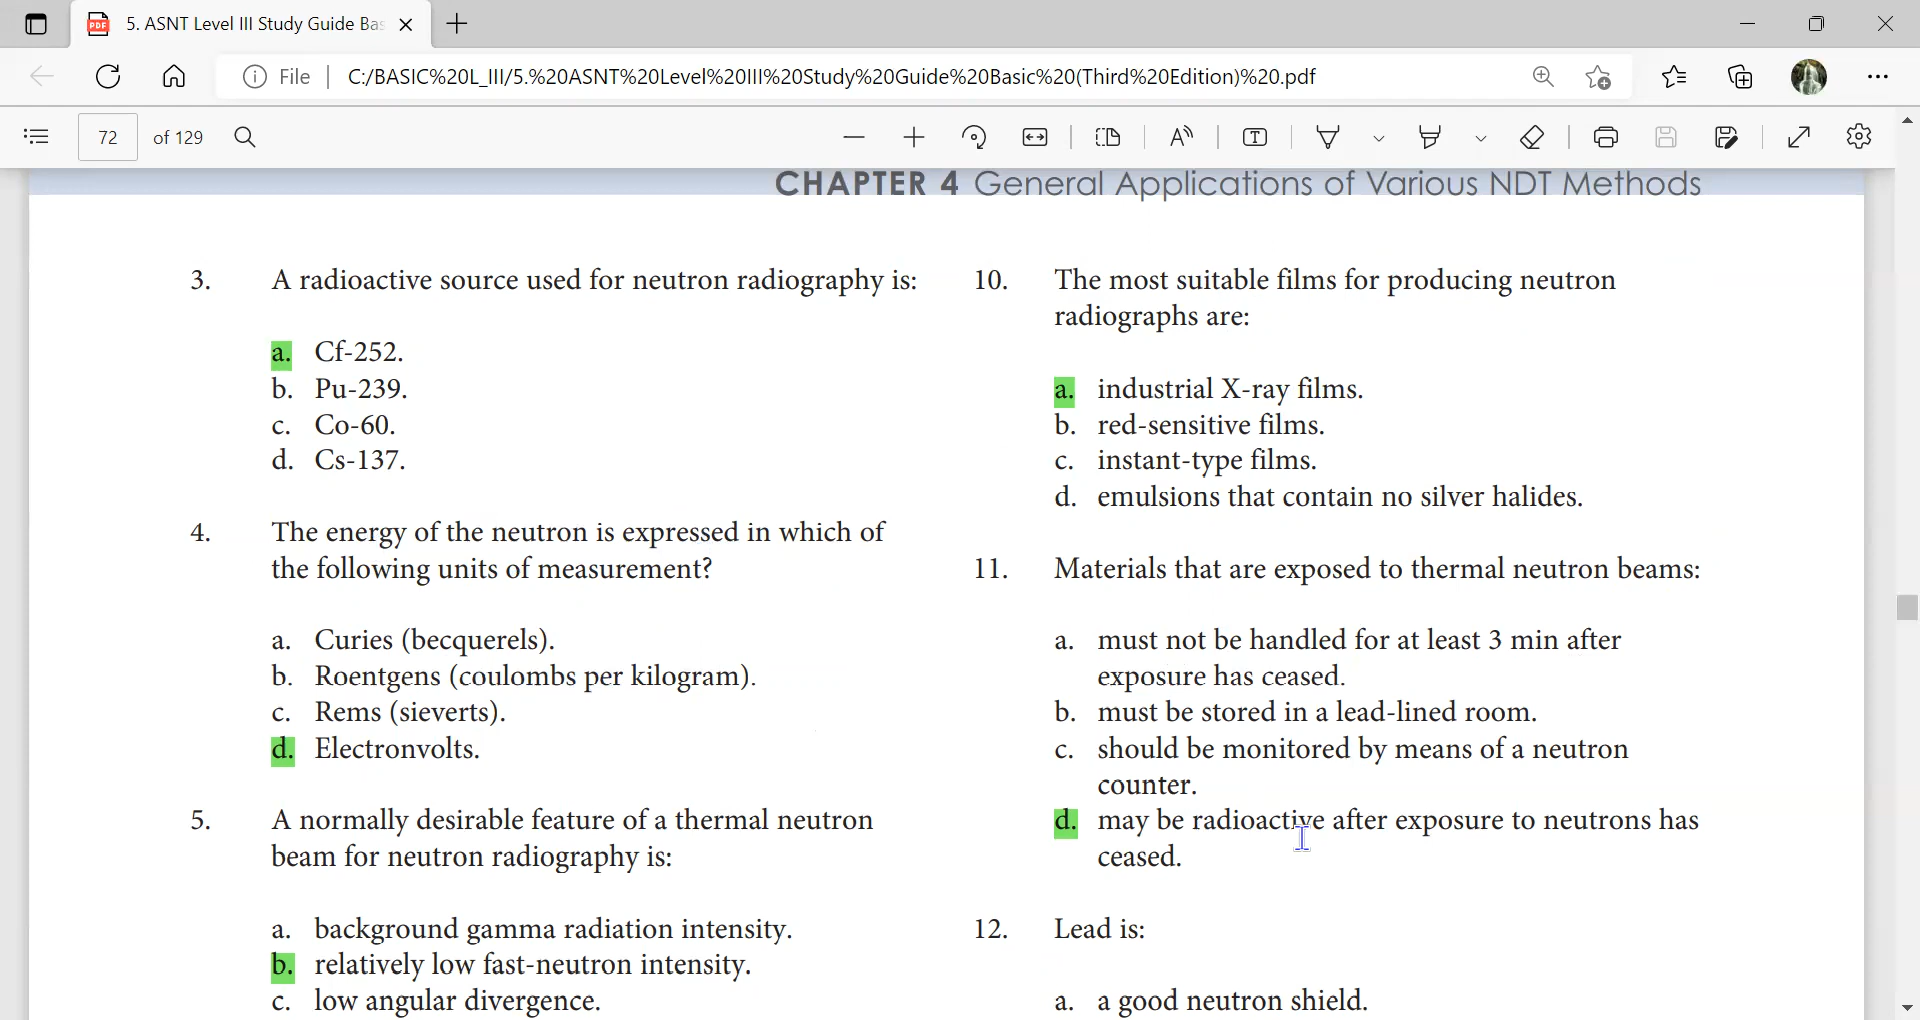 5. ASNT Level III Study Guide Bas
File
C:/BASIC%20L_III/5.%20ASNT%20Level%20III%20Study%20Guide%20Basic%20(Third%20Edition)%20.pdf
72 of 129
CHAPTER 4 General Applications of Various NDT Methods
3. A radioactive source used for neutron radiography is:
a. Cf-252.
b. Pu-239.
c. Co-60.
d. Cs-137.
4. The energy of the neutron is expressed in which of
the following units of measurement?
a. Curies (becquerels).
b. Roentgens (coulombs per kilogram).
c. Rems (sieverts).
d. Electronvolts.
5. A normally desirable feature of a thermal neutron
beam for neutron radiography is:
a. background gamma radiation intensity.
b. relatively low fast-neutron intensity.
c. low angular divergence.
10. The most suitable films for producing neutron
radiographs are:
a. industrial X-ray films.
b. red-sensitive films.
c. instant-type films.
d. emulsions that contain no silver halides.
11. Materials that are exposed to thermal neutron beams:
a. must not be handled for at least 3 min after
exposure has ceased.
b. must be stored in a lead-lined room.
c. should be monitored by means of a neutron
counter.
d. may be radioactive after exposure to neutrons has
ceased.
12. Lead is:
a. a good neutron shield.